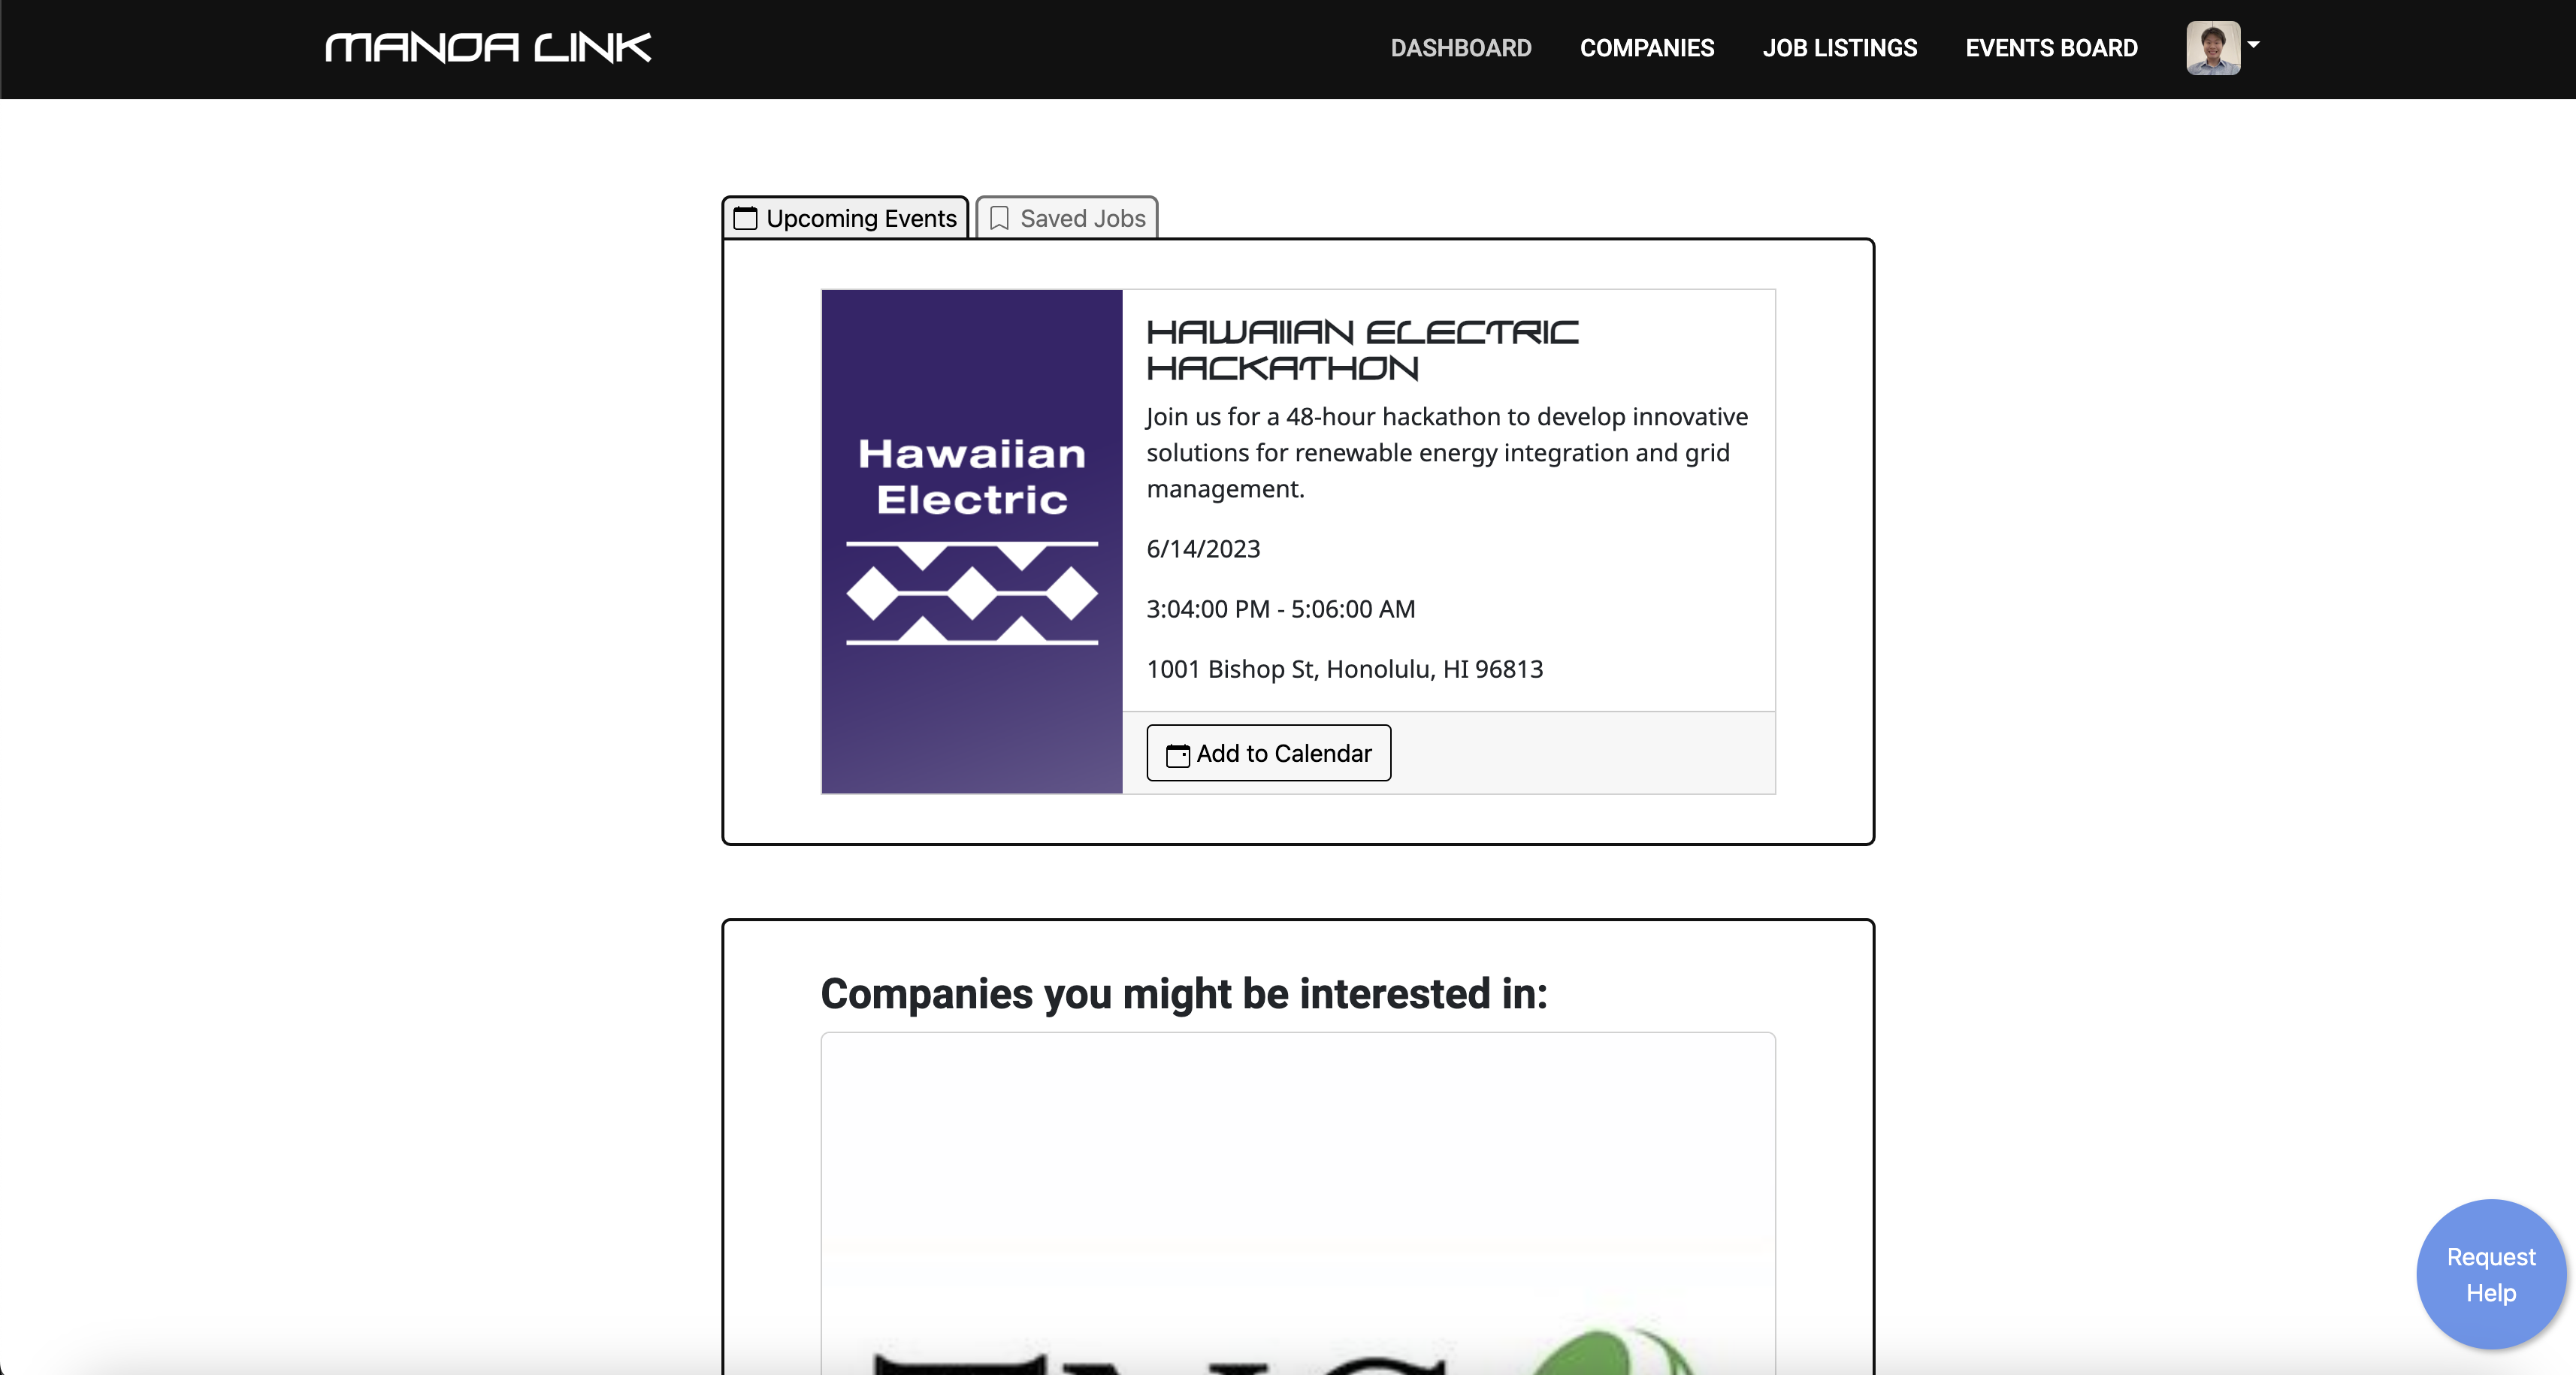 MANOA LINK
DASHBOARD COMPANIES JOB LISTINGS EVENTS BOARD
Upcoming Events Saved Jobs
Hawaiian
Electric
HAWAIIAN ELECTRIC
HACKATHON
Join us for a 48-hour hackathon to develop innovative
solutions for renewable energy integration and grid
management.
6/14/2023
3:04:00 PM - 5:06:00 AM
1001 Bishop St, Honolulu, HI 96813
Add to Calendar
Companies you might be interested in:
Request
Help